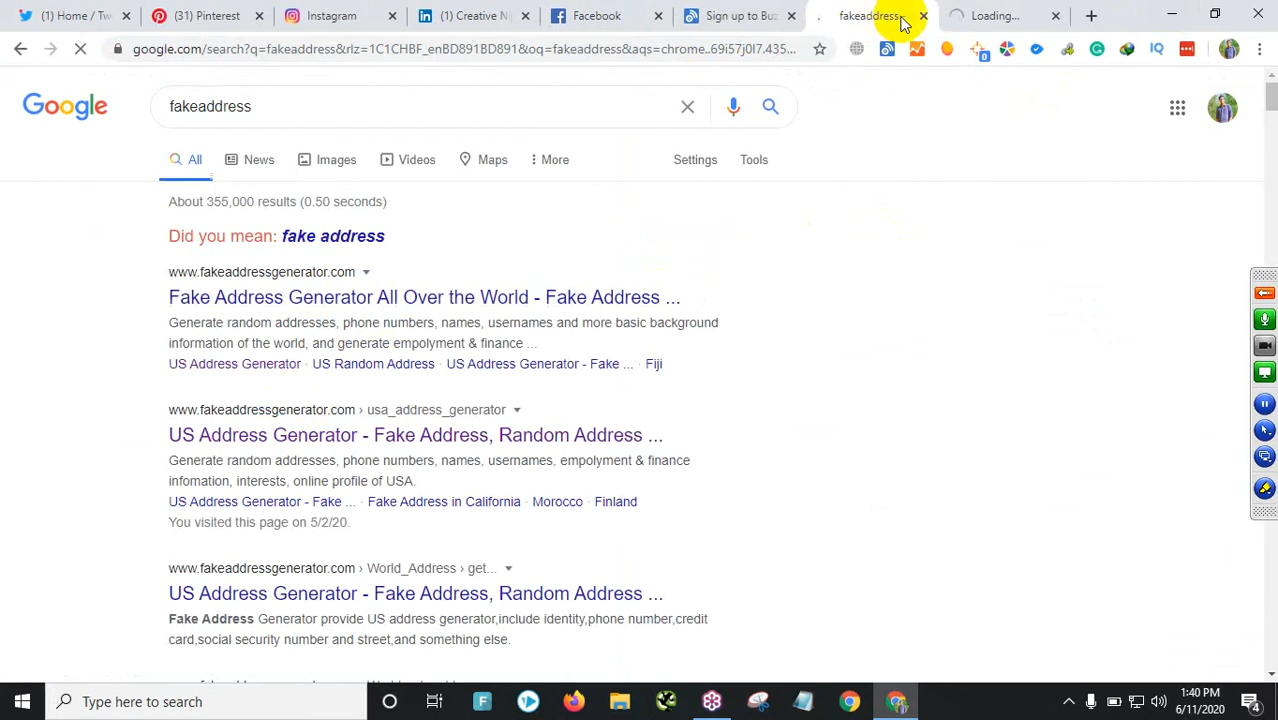 (1) Home / Tw
(31) Pinterest
Instagram
(1) Creative Ni
Facebook
Sign up to Buz
fakeaddress
Loading...
google.com/search?q=fakeaddress&rlz=1C1CHBF_enBD891BD891&oq=fakeaddress&aqs=chrome..69i57j0l7.435...
0
IQ
Google
fakeaddress
All
News
Images
Videos
Maps
More
Settings
Tools
About 355,000 results (0.50 seconds)
Did you mean: fake address
www.fakeaddressgenerator.com
Fake Address Generator All Over the World - Fake Address ...
Generate random addresses, phone numbers, names, usernames and more basic background
information of the world, and generate empolyment & finance ...
US Address Generator · US Random Address · US Address Generator - Fake ... · Fiji
www.fakeaddressgenerator.com › usa_address_generator
US Address Generator - Fake Address, Random Address ...
Generate random addresses, phone numbers, names, usernames, empolyment & finance
infomation, interests, online profile of USA.
US Address Generator - Fake ... · Fake Address in California · Morocco · Finland
You visited this page on 5/2/20.
www.fakeaddressgenerator.com › World_Address › get...
US Address Generator - Fake Address, Random Address ...
Fake Address Generator provide US address generator,include identity,phone number,credit
card,social security number and street,and something else.
Type here to search
F
1:40 PM
6/11/2020
4